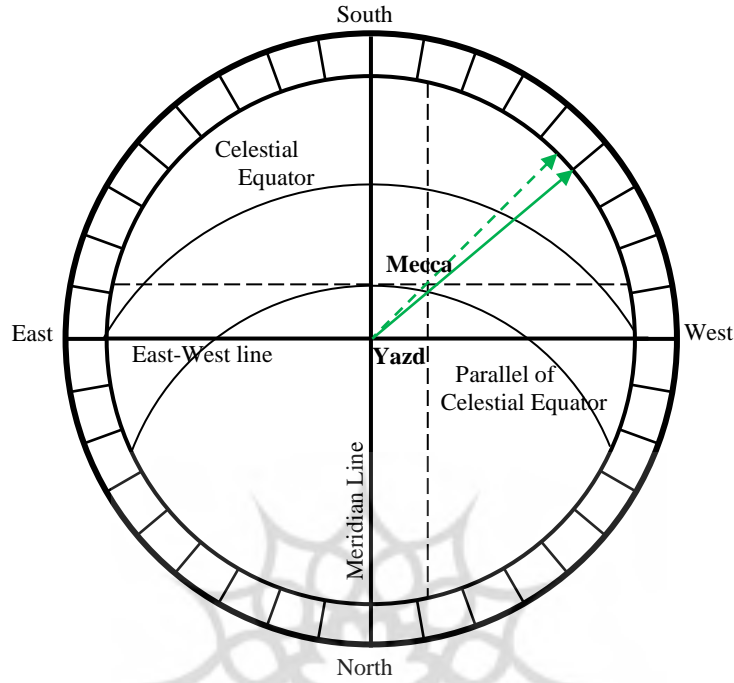 South
Celestial
Equator
Mecca
East
West
East-West line
Yazd
Parallel of
Celestial Equator
Meridian Line
North